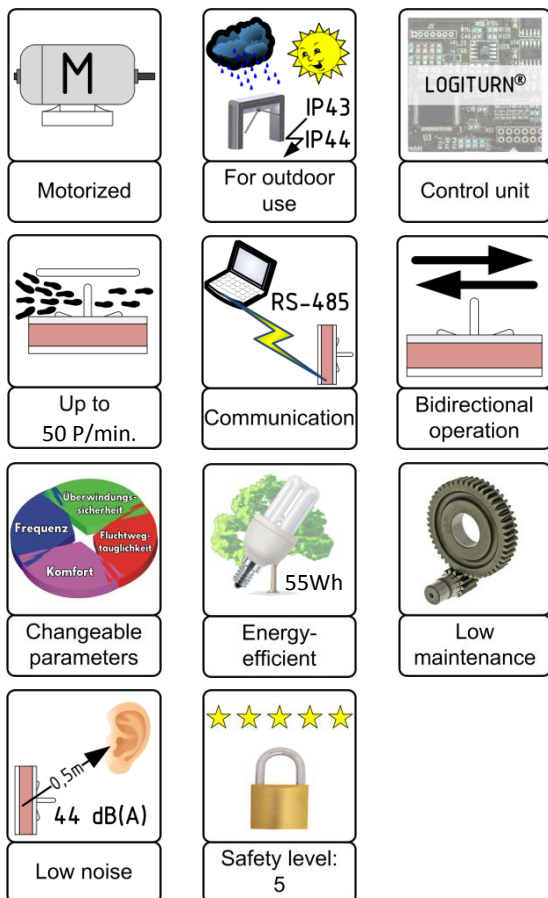 M
Motorized
IP43
IP44
For outdoor
use
LOGITURN®
Control unit
Up to
50 P/min.
RS-485
Communication
Bidirectional
operation
Überwindungs-
sicherheit
Frequenz
Fluchtweg-
tauglichkeit
Komfort
Changeable
parameters
55Wh
Energy-
efficient
Low
maintenance
0,5m
44 dB(A)
Low noise
Safety level:
5